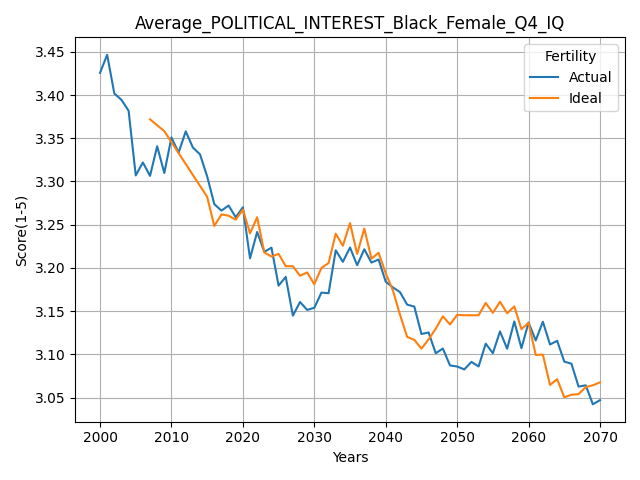 Average_POLITICAL_INTEREST_Black_Female_Q4_IQ
Fertility
Actual
Ideal
Score(1-5)
3.45
3.40
3.35
3.30
3.25
3.20
3.15
3.10
3.05
2000 2010 2020 2030 2040 2050 2060 2070
Years